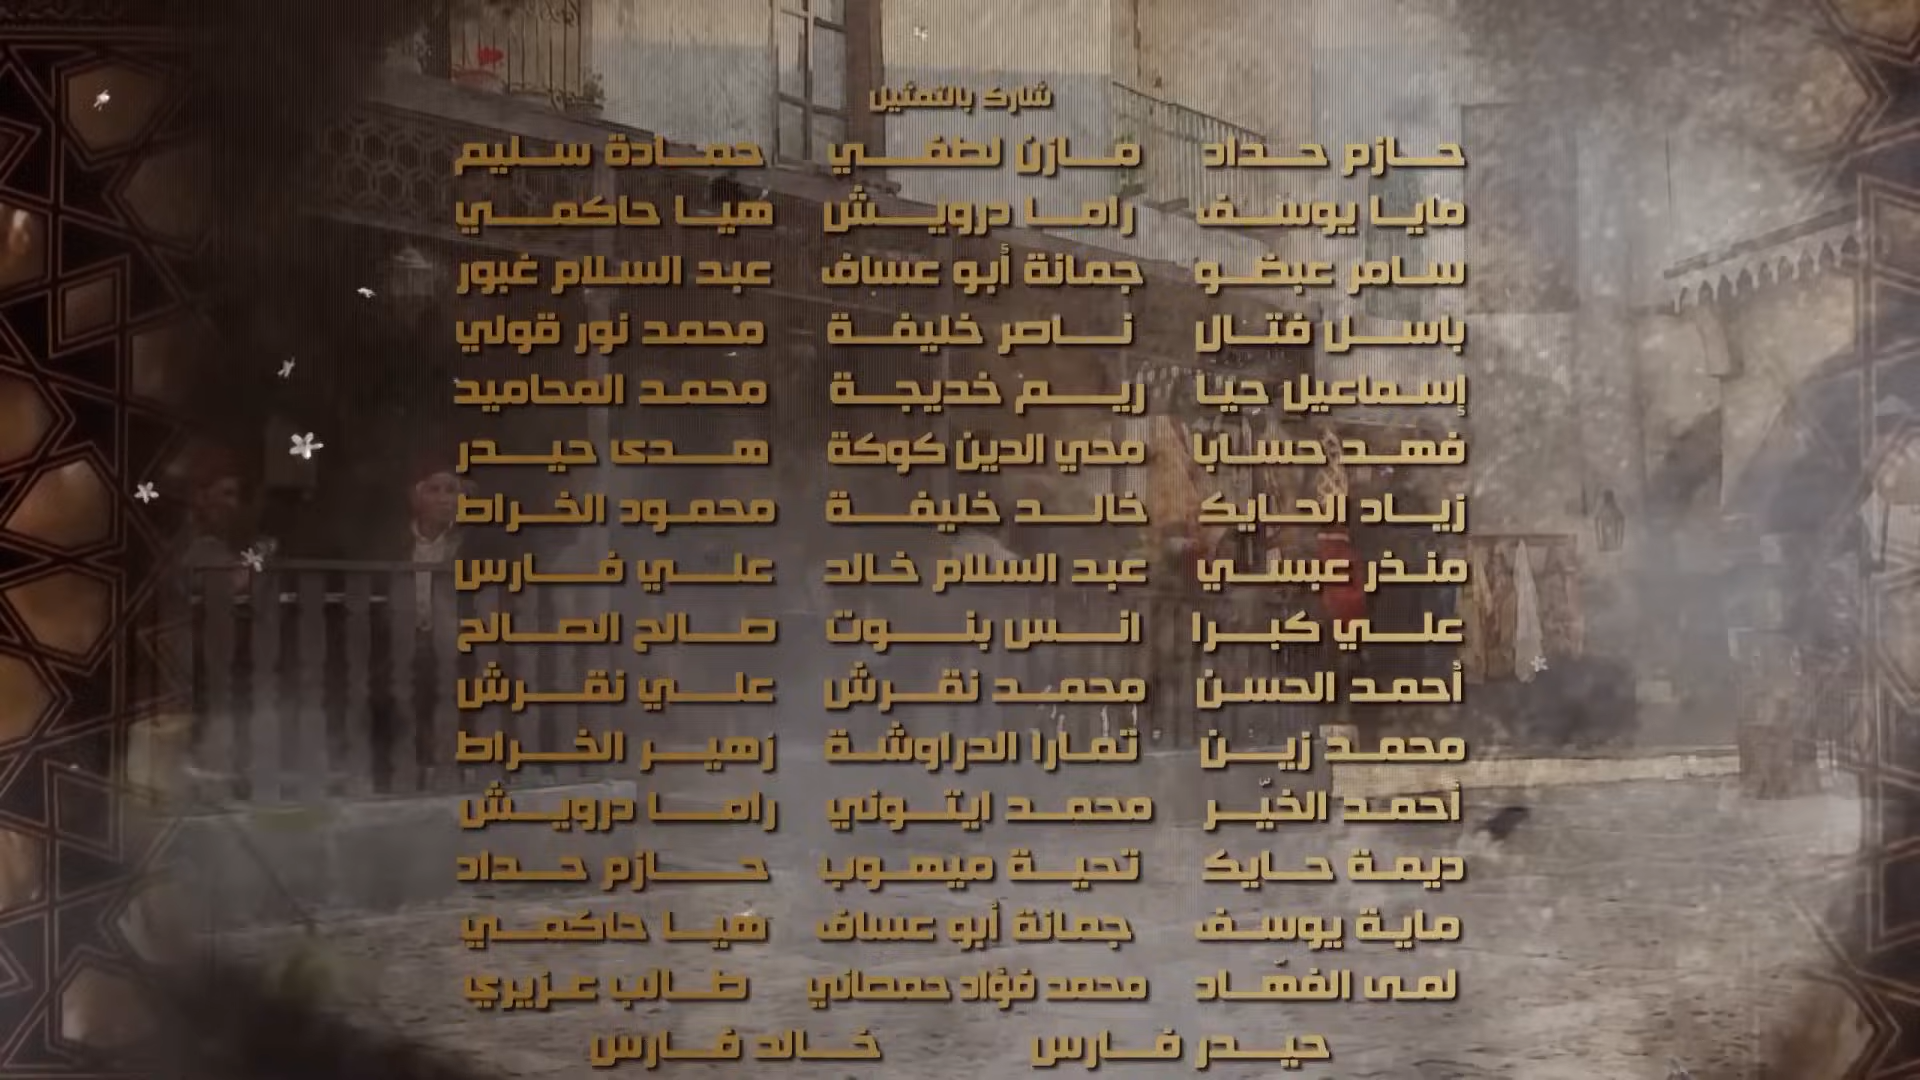 شارك بالتمثيل
حازم حداد مازن لطفي حمادة سليم
مايا يوسف راما درويش هيا حاكمي
سامر عبضو جمانة أبو عساف عبد السلام غبور
باسل فتال ناصر خليفة محمد نور قولي
إسماعيل حيا ريم خديجة محمد المحاميد
فهد حسابا محي الدين كوكة هدى حيدر
زياد الحايك خالد خليفة محمود الخراط
منذر عبسي عبد السلام خالد علي فارس
علي كبرا انس بنوت صالح الصالح
أحمد الحسن محمد نقرش علي نقرش
محمد زين تمارا الدراوشة زهير الخراط
أحمد الخيّر محمد ايتوني راما درويش
ديمة حايك تحية ميهوب حازم حداد
ماية يوسف جمانة أبو عساف هيا حاكمي
لمى الفهّاد محمد فؤاد حمصاني طالب عزيري
حيدر فارس خالد فارس